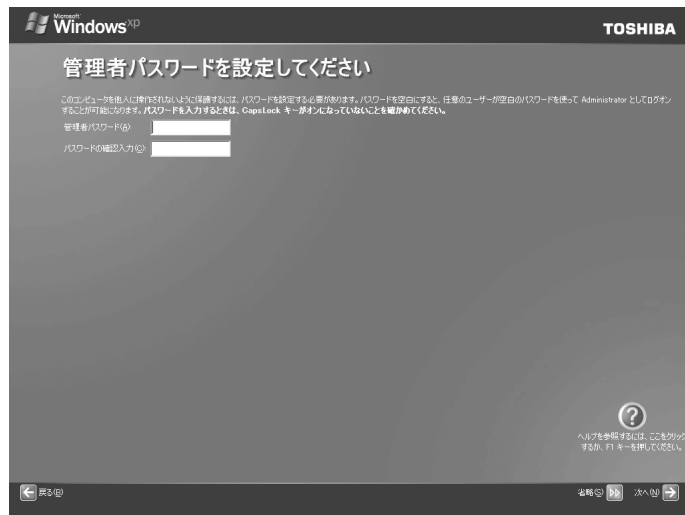 Microsoft
Windows xp
TOSHIBA
管理者パスワードを設定してください
このコンピュータを他人に操作されないように保護するには、パスワードを設定する必要があります。パスワードを空白にすると、任意のユーザーが空白のパスワードを使って Administrator としてログオン
することが可能になります。パスワードを入力するときは、CapsLock キーがオンになっていないことを確かめてください。
管理者パスワード(A):
パスワードの確認入力(C):
ヘルプを参照するには、ここをクリック
するか、F1 キーを押してください。
戻る(B)
省略(S)
次へ(N)